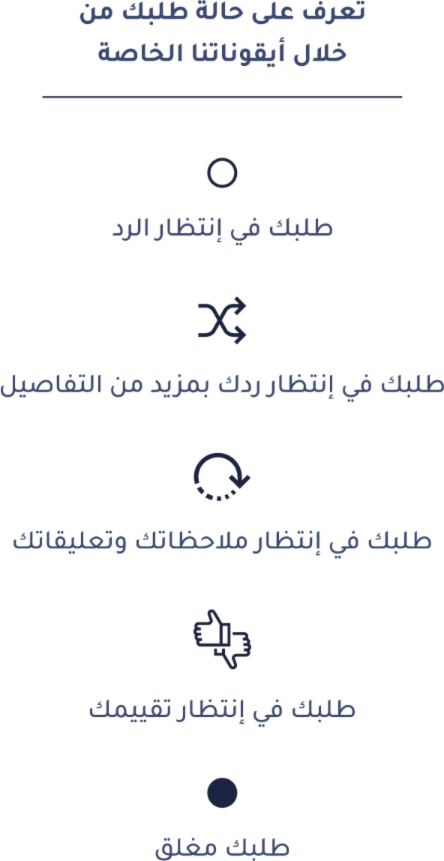 تعرف على حالة طلبك من
خلال أيقوناتنا الخاصة
طلبك في إنتظار الرد
طلبك في إنتظار ردك بمزيد من التفاصيل
طلبك في إنتظار ملاحظاتك وتعليقاتك
طلبك في إنتظار تقييمك
طلبك مغلق